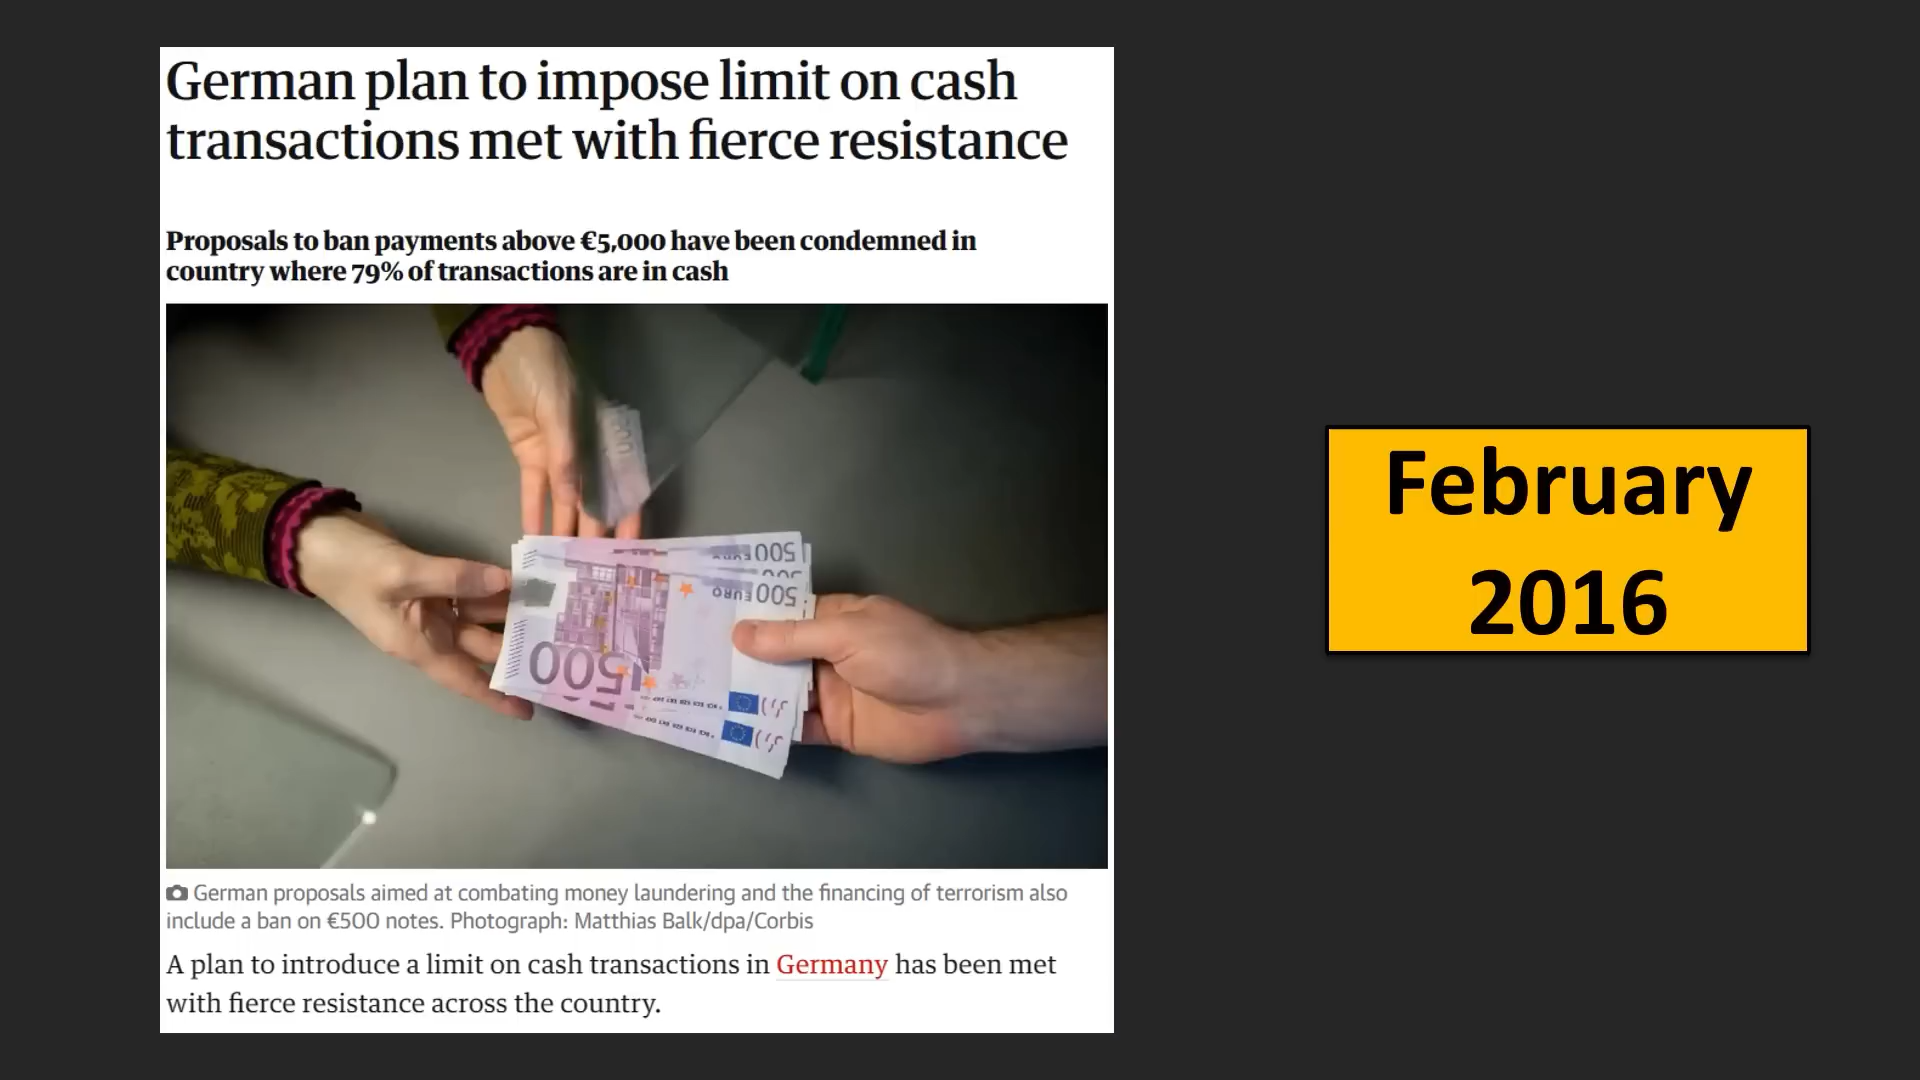 German plan to impose limit on cash
transactions met with fierce resistance
Proposals to ban payments above €5,000 have been condemned in
country where 79% of transactions are in cash
500
500 EURO
500
German proposals aimed at combating money laundering and the financing of terrorism also
include a ban on €500 notes. Photograph: Matthias Balk/dpa/Corbis
A plan to introduce a limit on cash transactions in Germany has been met
with fierce resistance across the country.
February
2016